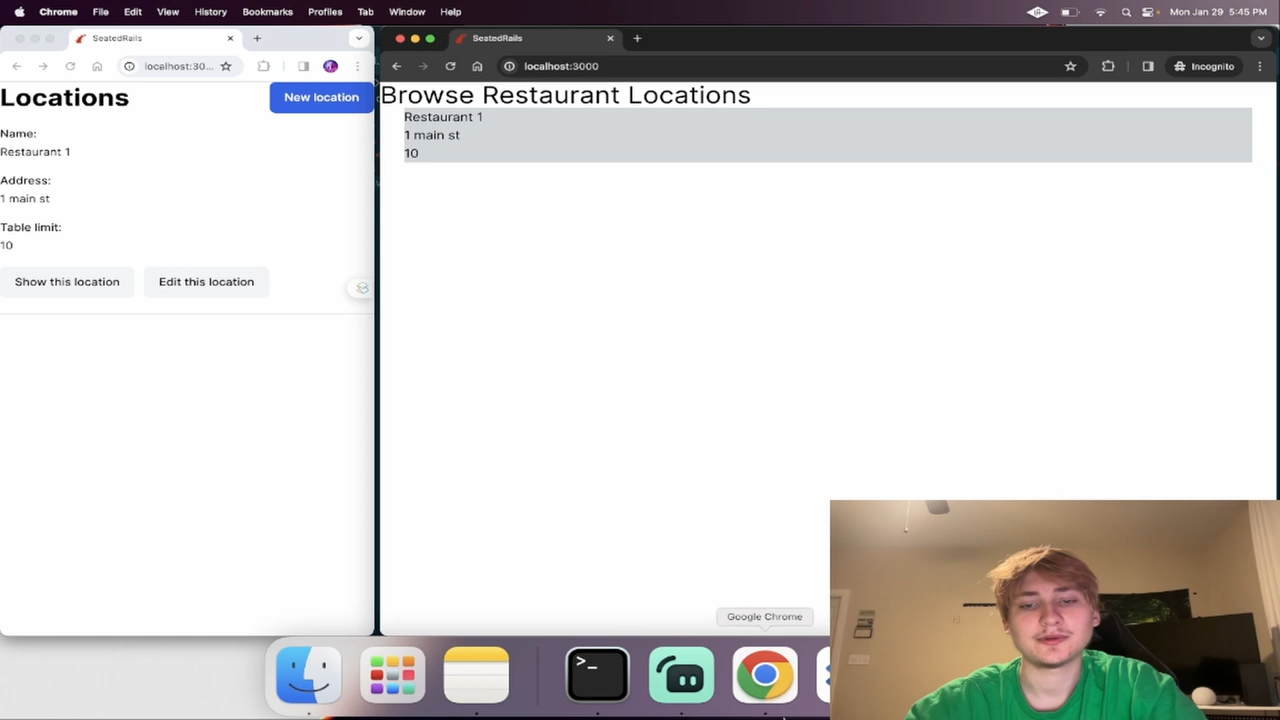 Chrome File Edit View History Bookmarks Profiles Tab Window Help
Mon Jan 29 5:45 PM
SeatedRails
localhost:30...
Locations
New location
Name:
Restaurant 1
Address:
1 main st
Table limit:
10
Show this location
Edit this location
SeatedRails
localhost:3000
Incognito
Browse Restaurant Locations
Restaurant 1
1 main st
10
Google Chrome